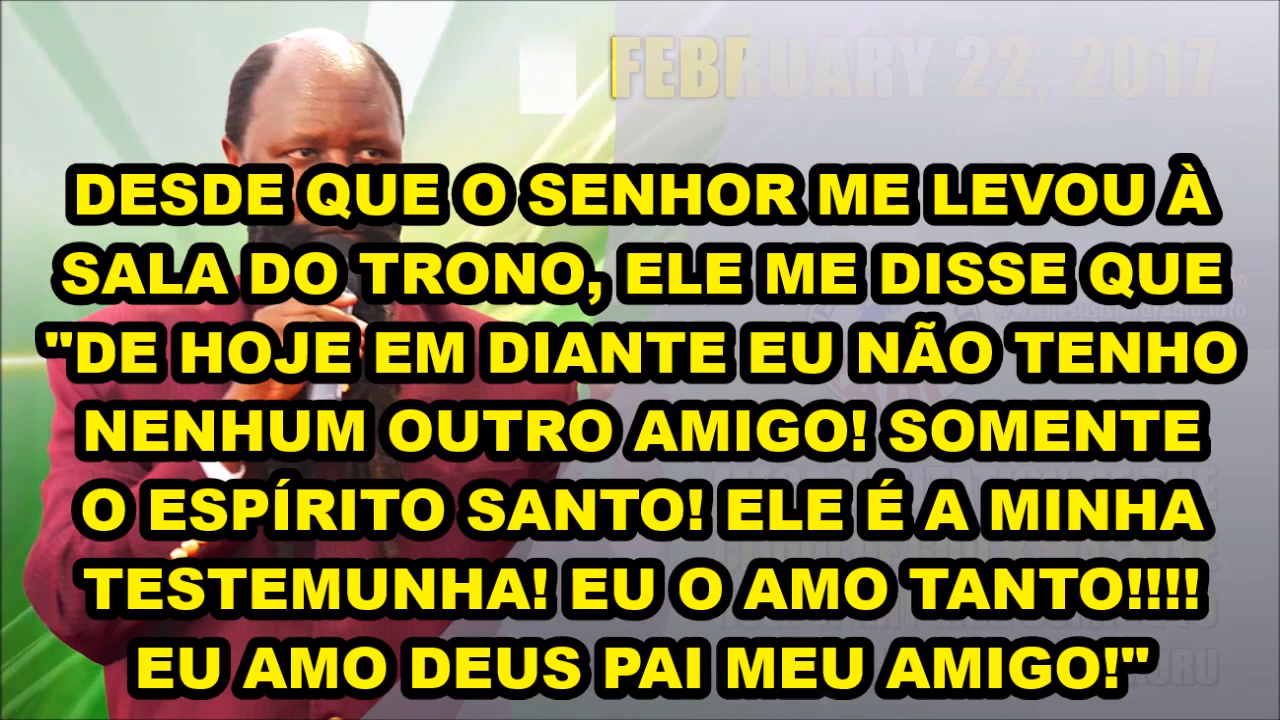 FEBRUARY 22, 2017
DESDE QUE O SENHOR ME LEVOU À
SALA DO TRONO, ELE ME DISSE QUE
"DE HOJE EM DIANTE EU NÃO TENHO
NENHUM OUTRO AMIGO! SOMENTE
O ESPÍRITO SANTO! ELE É A MINHA
TESTEMUNHA! EU O AMO TANTO!!!!
EU AMO DEUS PAI MEU AMIGO!"